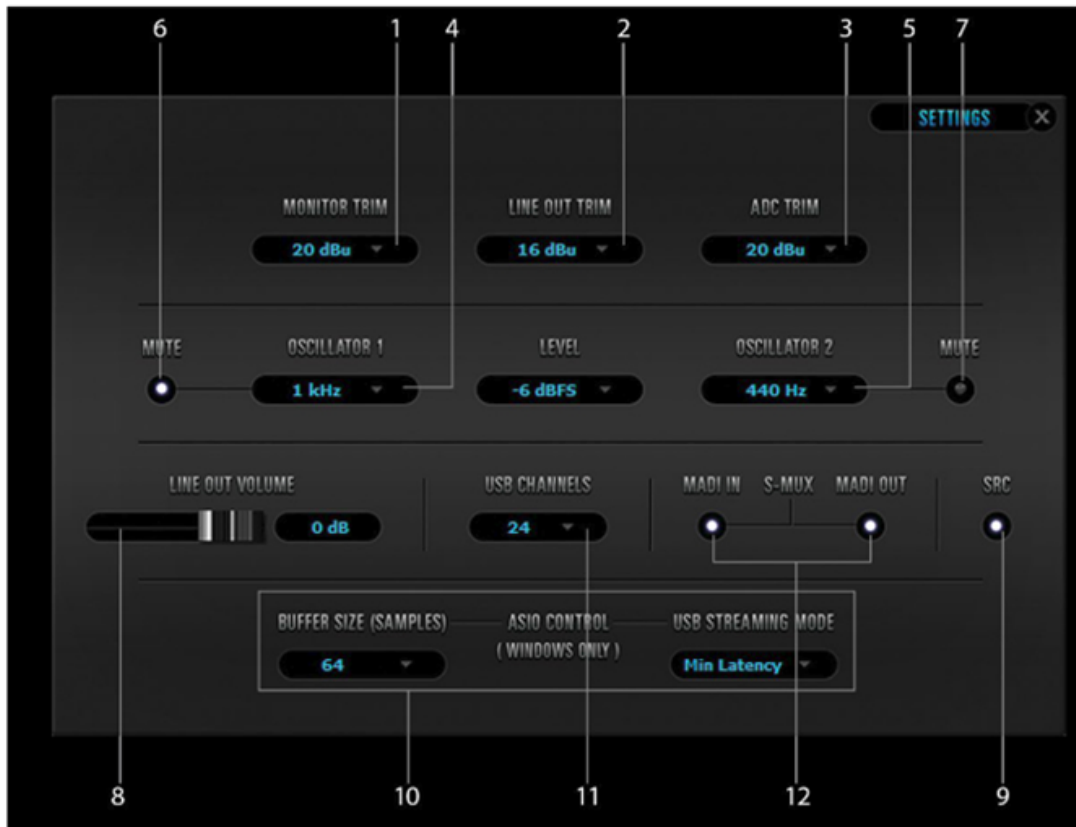 6 1 4 2 3 5 7
SETTINGS
MONITOR TRIM LINE OUT TRIM ADC TRIM
20 dBu 16 dBu 20 dBu
MUTE OSCILLATOR 1 LEVEL OSCILLATOR 2 MUTE
1 kHz -6 dBFS 440 Hz
LINE OUT VOLUME USB CHANNELS MADI IN S-MUX MADI OUT SRC
0 dB 24
BUFFER SIZE (SAMPLES) ASIO CONTROL USB STREAMING MODE
( WINDOWS ONLY )
64 Min Latency
8 10 11 12 9